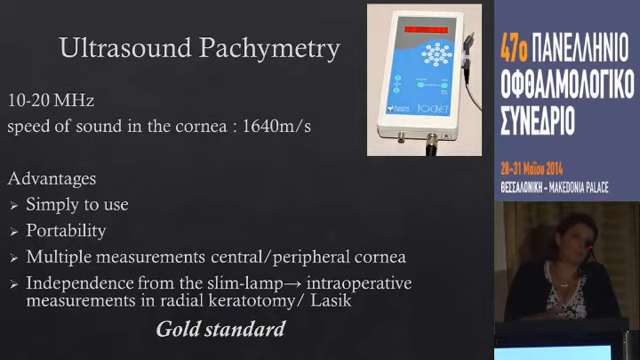 Ultrasound Pachymetry
10-20 MHz
speed of sound in the cornea : 1640m/s
Advantages
Simply to use
Portability
Multiple measurements central/peripheral cornea
Independence from the slim-lamp→ intraoperative
measurements in radial keratotomy/ Lasik
Gold standard
POCKET
47ο ΠΑΝΕΛΛΗΝΙΟ
ΟΦΘΑΛΜΟΛΟΓΙΚΟ
ΣΥΝΕΔΡΙΟ
28-31 Μαΐου 2014
ΘΕΣΣΑΛΟΝΙΚΗ - MAKEDONIA PALACE